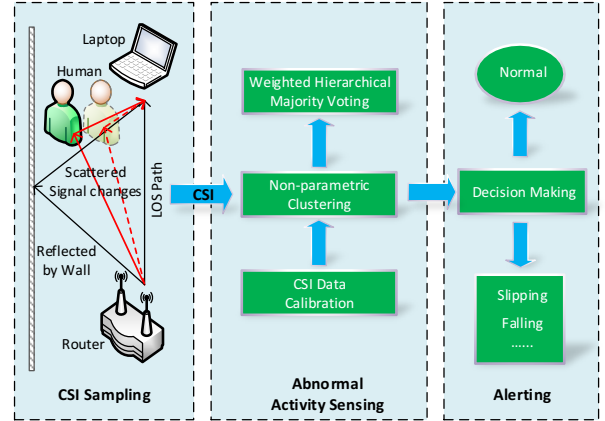 Laptop
Human
Scattered
Signal changes
LOS Path
Reflected
by Wall
Router
CSI Sampling
CSI
Weighted Hierarchical
Majority Voting
Non-parametric
Clustering
CSI Data
Calibration
Abnormal
Activity Sensing
Normal
Decision Making
Slipping
Falling
......
Alerting